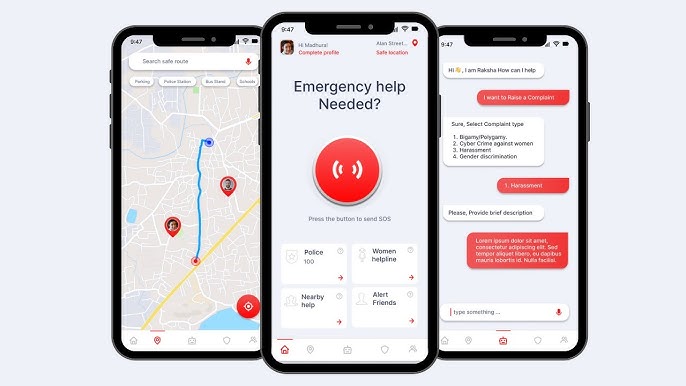 9:47
Search safe route
Parking
Police Station
Bus Stand
Schools
9:47
Hi Madhura!
Complete profile
Alan Street...
Safe location
Emergency help
Needed?
Press the button to send SOS
Police
100
Women
helpline
Nearby
help
Alert
Friends
9:47
Hi👋, I am Raksha How can I help
I want to Raise a Complaint
Sure, Select Complaint type
1. Bigamy/Polygamy.
2. Cyber Crime against women
3. Harassment
4. Gender discrimination
1. Harassment
Please, Provide brief description
Lorem ipsum dolor sit amet,
consectetur adipiscing elit. Sed
tempor aliquet libero, eu dapibus
mauris lobortis id. Nulla facilisi.
type something ...